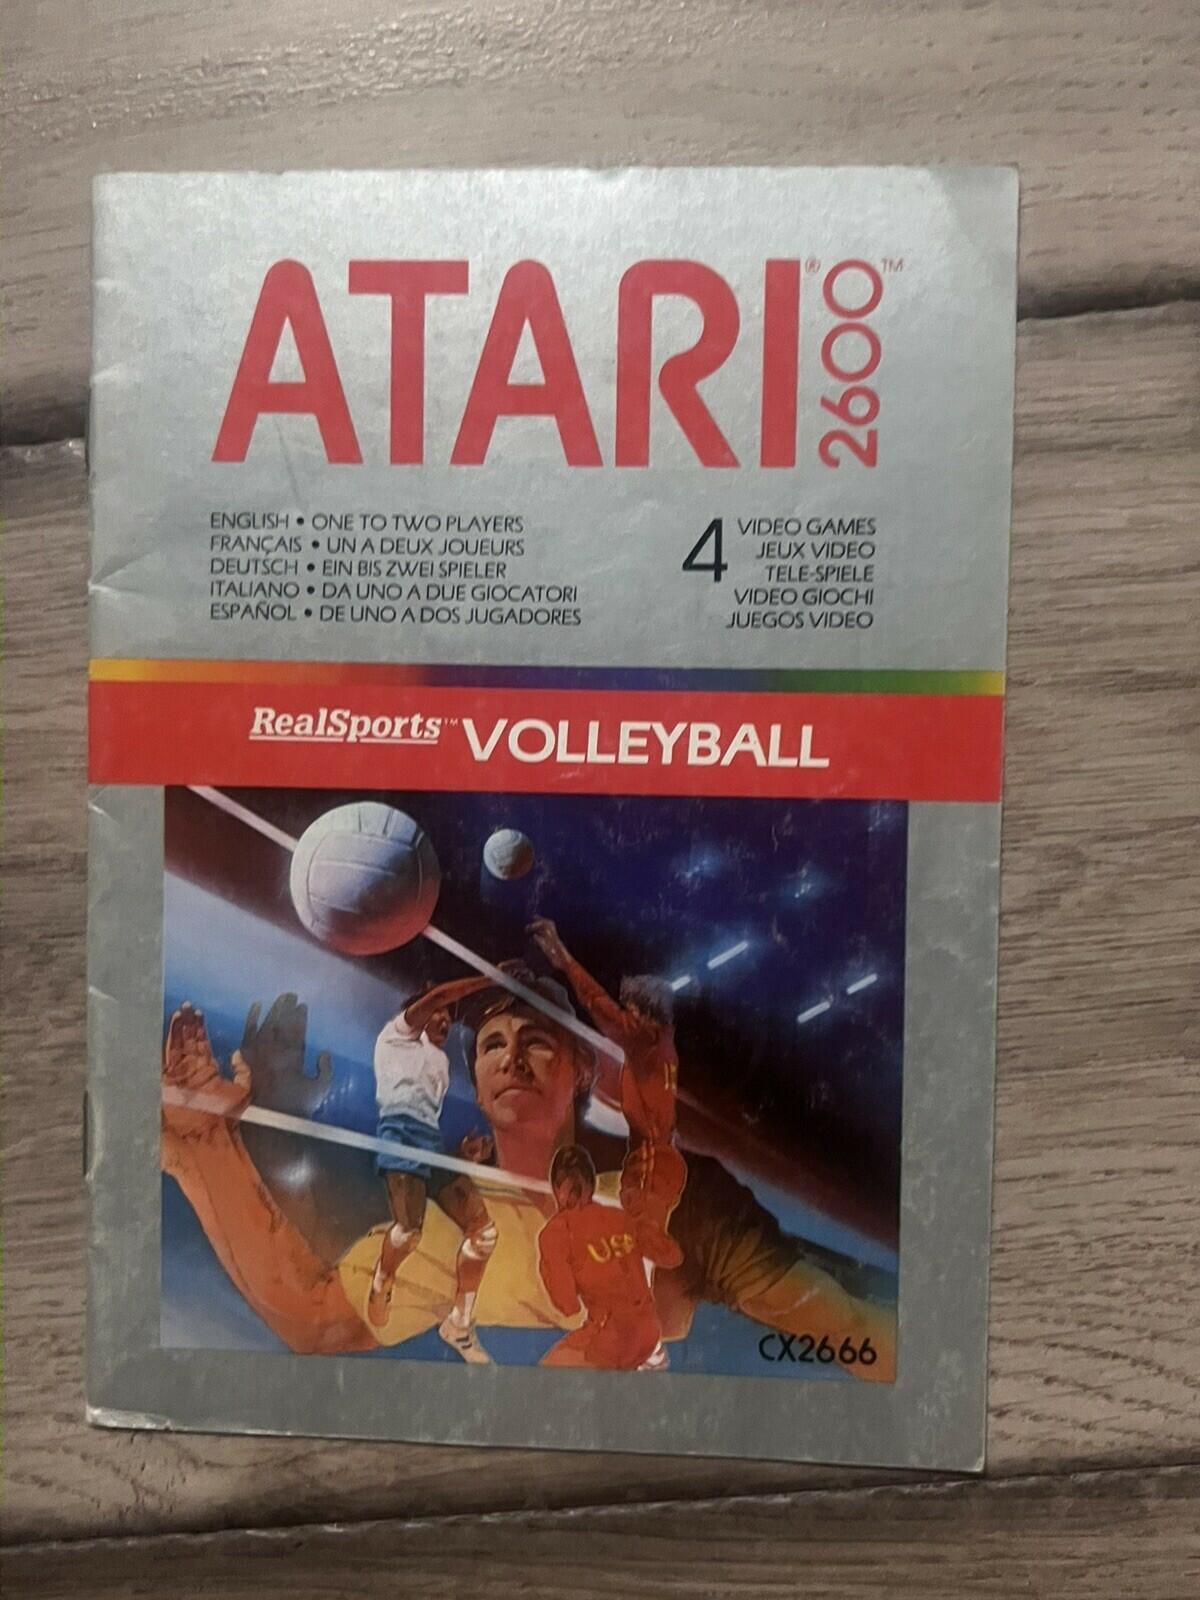 ATARI® 2600™
ENGLISH • ONE TO TWO PLAYERS
FRANÇAIS • UN A DEUX JOUEURS
DEUTSCH • EIN BIS ZWEI SPIELER
ITALIANO • DA UNO A DUE GIOCATORI
ESPAÑOL • DE UNO A DOS JUGADORES
4 VIDEO GAMES
JEUX VIDEO
TELE-SPIELE
VIDEO GIOCHI
JUEGOS VIDEO
RealSports™ VOLLEYBALL
USA
CX2666